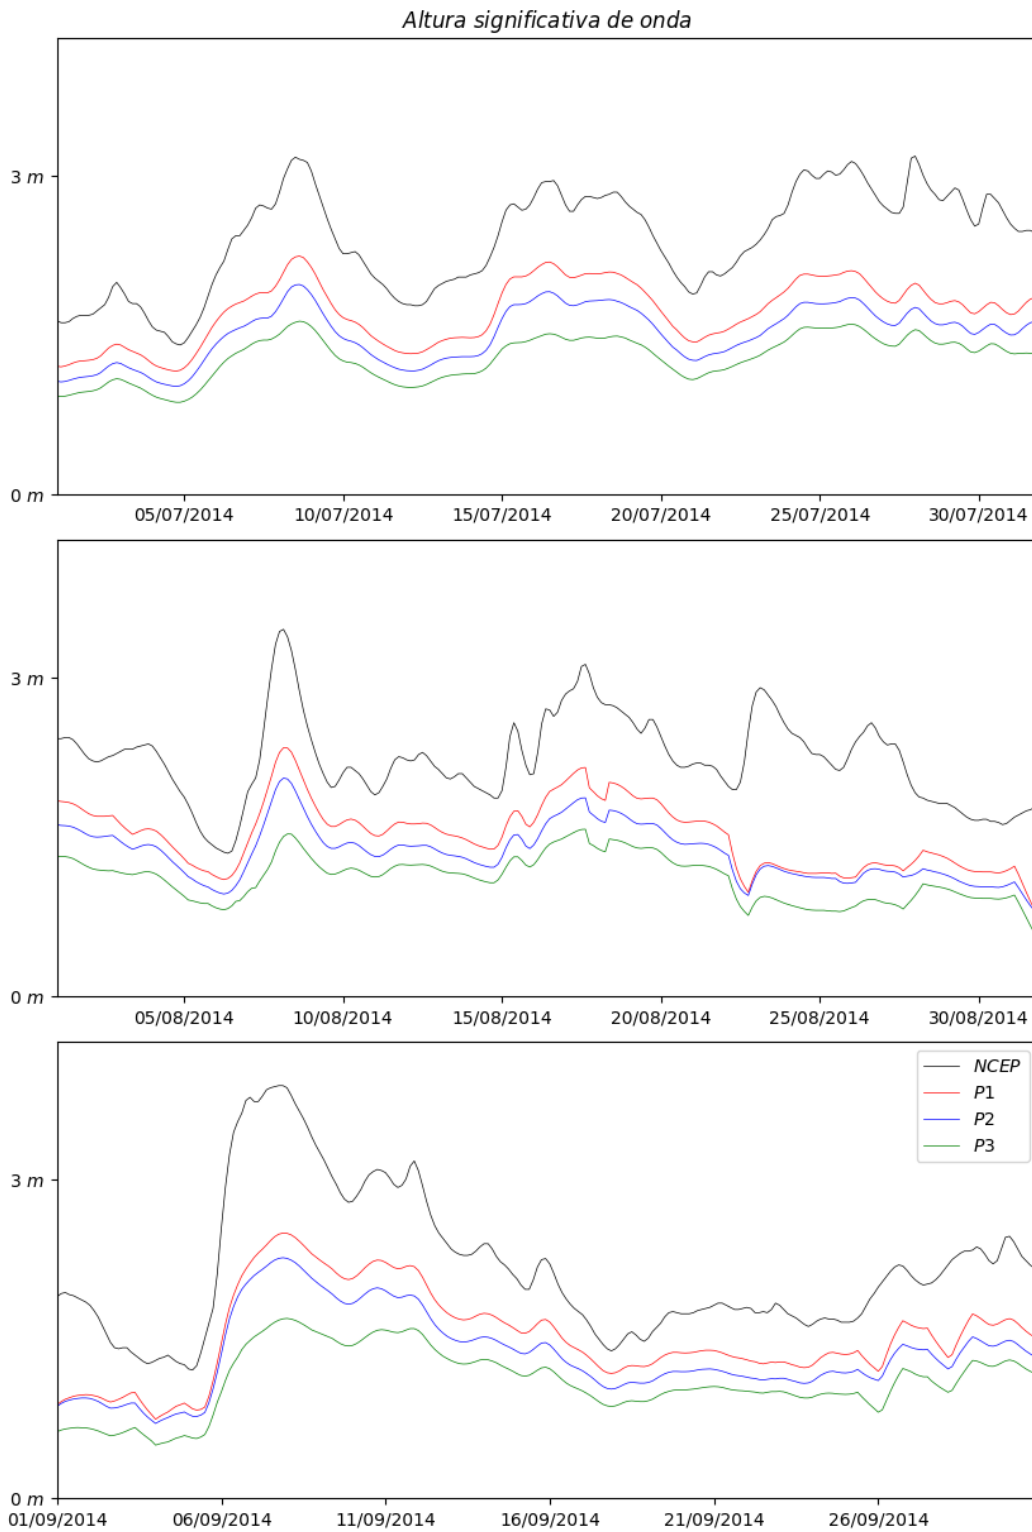 Altura significativa de onda
3 m
0 m
05/07/2014 10/07/2014 15/07/2014 20/07/2014 25/07/2014 30/07/2014
3 m
0 m
05/08/2014 10/08/2014 15/08/2014 20/08/2014 25/08/2014 30/08/2014
NCEP
P1
P2
P3
3 m
0 m
01/09/2014 06/09/2014 11/09/2014 16/09/2014 21/09/2014 26/09/2014